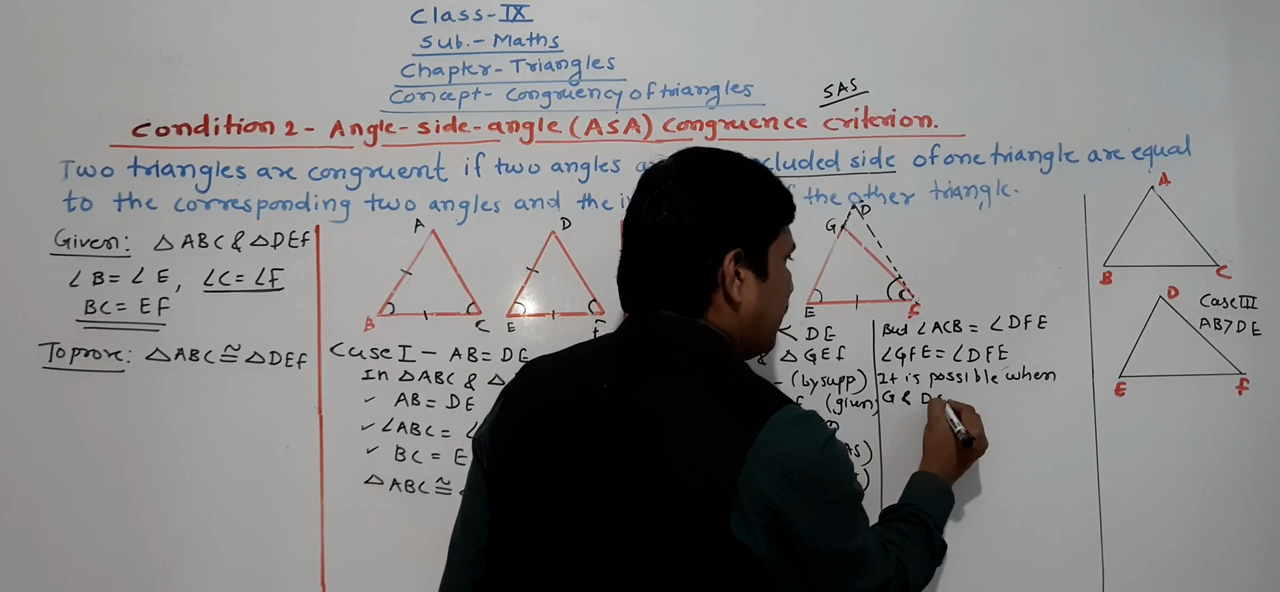 Class-IX
Sub.- Maths
Chapter- Triangles
Concept- Congruency of triangles
SAS
Condition 2 - Angle-side-angle (ASA) Congruence criterion.
Two triangles are congruent if two angles cluded side of one triangle are equal
to the corresponding two angles and the the other triangle.
Given: △ABC & △DEF
∠B = ∠E, ∠C = ∠F
BC = EF
To prove: △ABC ≅ △DEF
A
B
C
D
E
F
Case I - AB = DE
In △ABC &
✓ AB = DE
✓ ∠ABC = ∠
✓ BC = E
△ABC ≅
G
D
E
F
< DE
& △GEF
- (by supp)
(given)
AS)
But ∠ACB = ∠DFE
∠GFE = ∠DFE
It is possible when
G & D
A
B
C
D
E
F
Case III
AB > DE